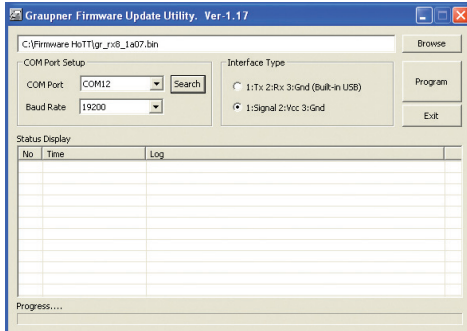 Graupner Firmware Update Utility. Ver-1.17
C:\Firmware HoTT\gr_rx8_1a07.bin
Browse
COM Port Setup
COM Port COM12 Search
Baud Rate 19200
Interface Type
1:Tx 2:Rx 3:Gnd (Built-in USB)
1:Signal 2:Vcc 3:Gnd
Program
Exit
Status Display
No Time Log
Progress....